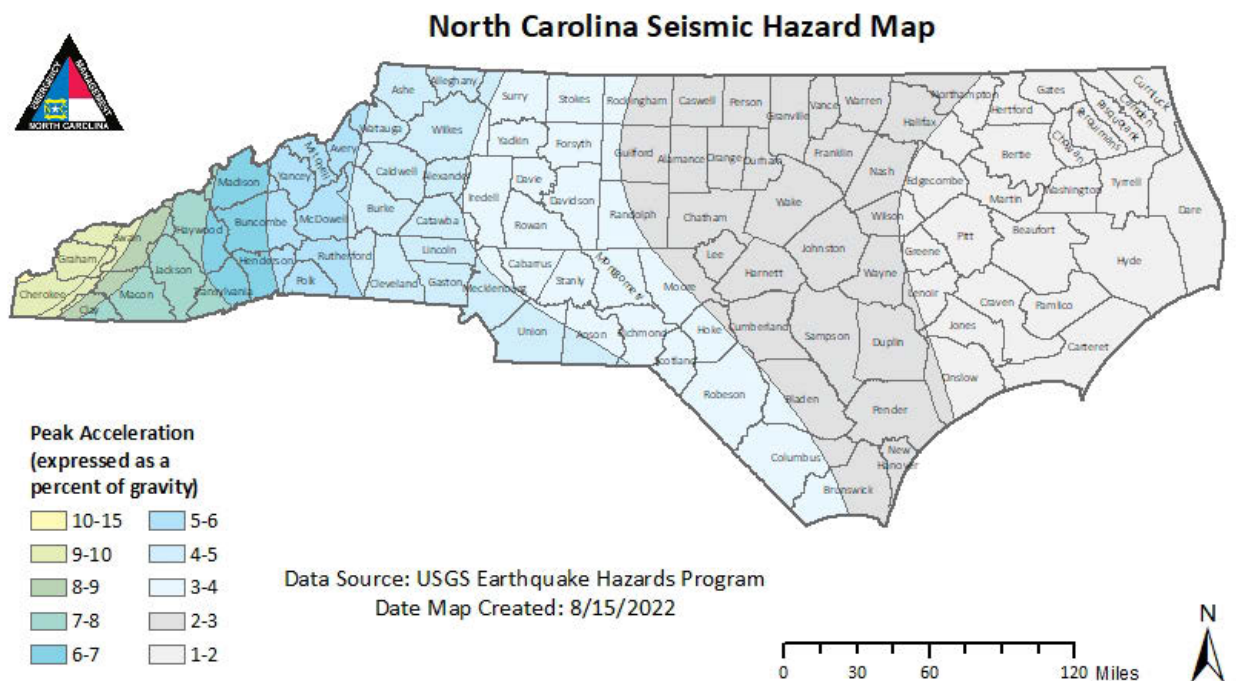 North Carolina Seismic Hazard Map
EMERGENCY
MANAGEMENT
NORTH CAROLINA
Ashe
Alleghany
Surry
Stokes
Rockingham
Caswell
Person
Granville
Vance
Warren
Northampton
Gates
Currituck
Camden
Pasquotank
Perquimans
Chowan
Hertford
Halifax
Watauga
Wilkes
Yadkin
Forsyth
Guilford
Alamance
Orange
Durham
Franklin
Nash
Edgecombe
Bertie
Avery
Mitchell
Yancey
Madison
Caldwell
Alexander
Iredell
Davie
Davidson
Randolph
Chatham
Wake
Wilson
Martin
Washington
Tyrrell
Dare
Buncombe
McDowell
Burke
Catawba
Rowan
Haywood
Swain
Graham
Cherokee
Jackson
Macon
Clay
Transylvania
Henderson
Polk
Rutherford
Cleveland
Lincoln
Gaston
Mecklenburg
Cabarrus
Stanly
Montgomery
Moore
Lee
Harnett
Johnston
Wayne
Greene
Pitt
Beaufort
Hyde
Lenoir
Craven
Pamlico
Jones
Carteret
Onslow
Union
Anson
Richmond
Hoke
Scotland
Cumberland
Sampson
Duplin
Robeson
Bladen
Pender
Columbus
New
Hanover
Brunswick
Peak Acceleration
(expressed as a
percent of gravity)
10-15
9-10
8-9
7-8
6-7
5-6
4-5
3-4
2-3
1-2
Data Source: USGS Earthquake Hazards Program
Date Map Created: 8/15/2022
0 30 60 120 Miles
N